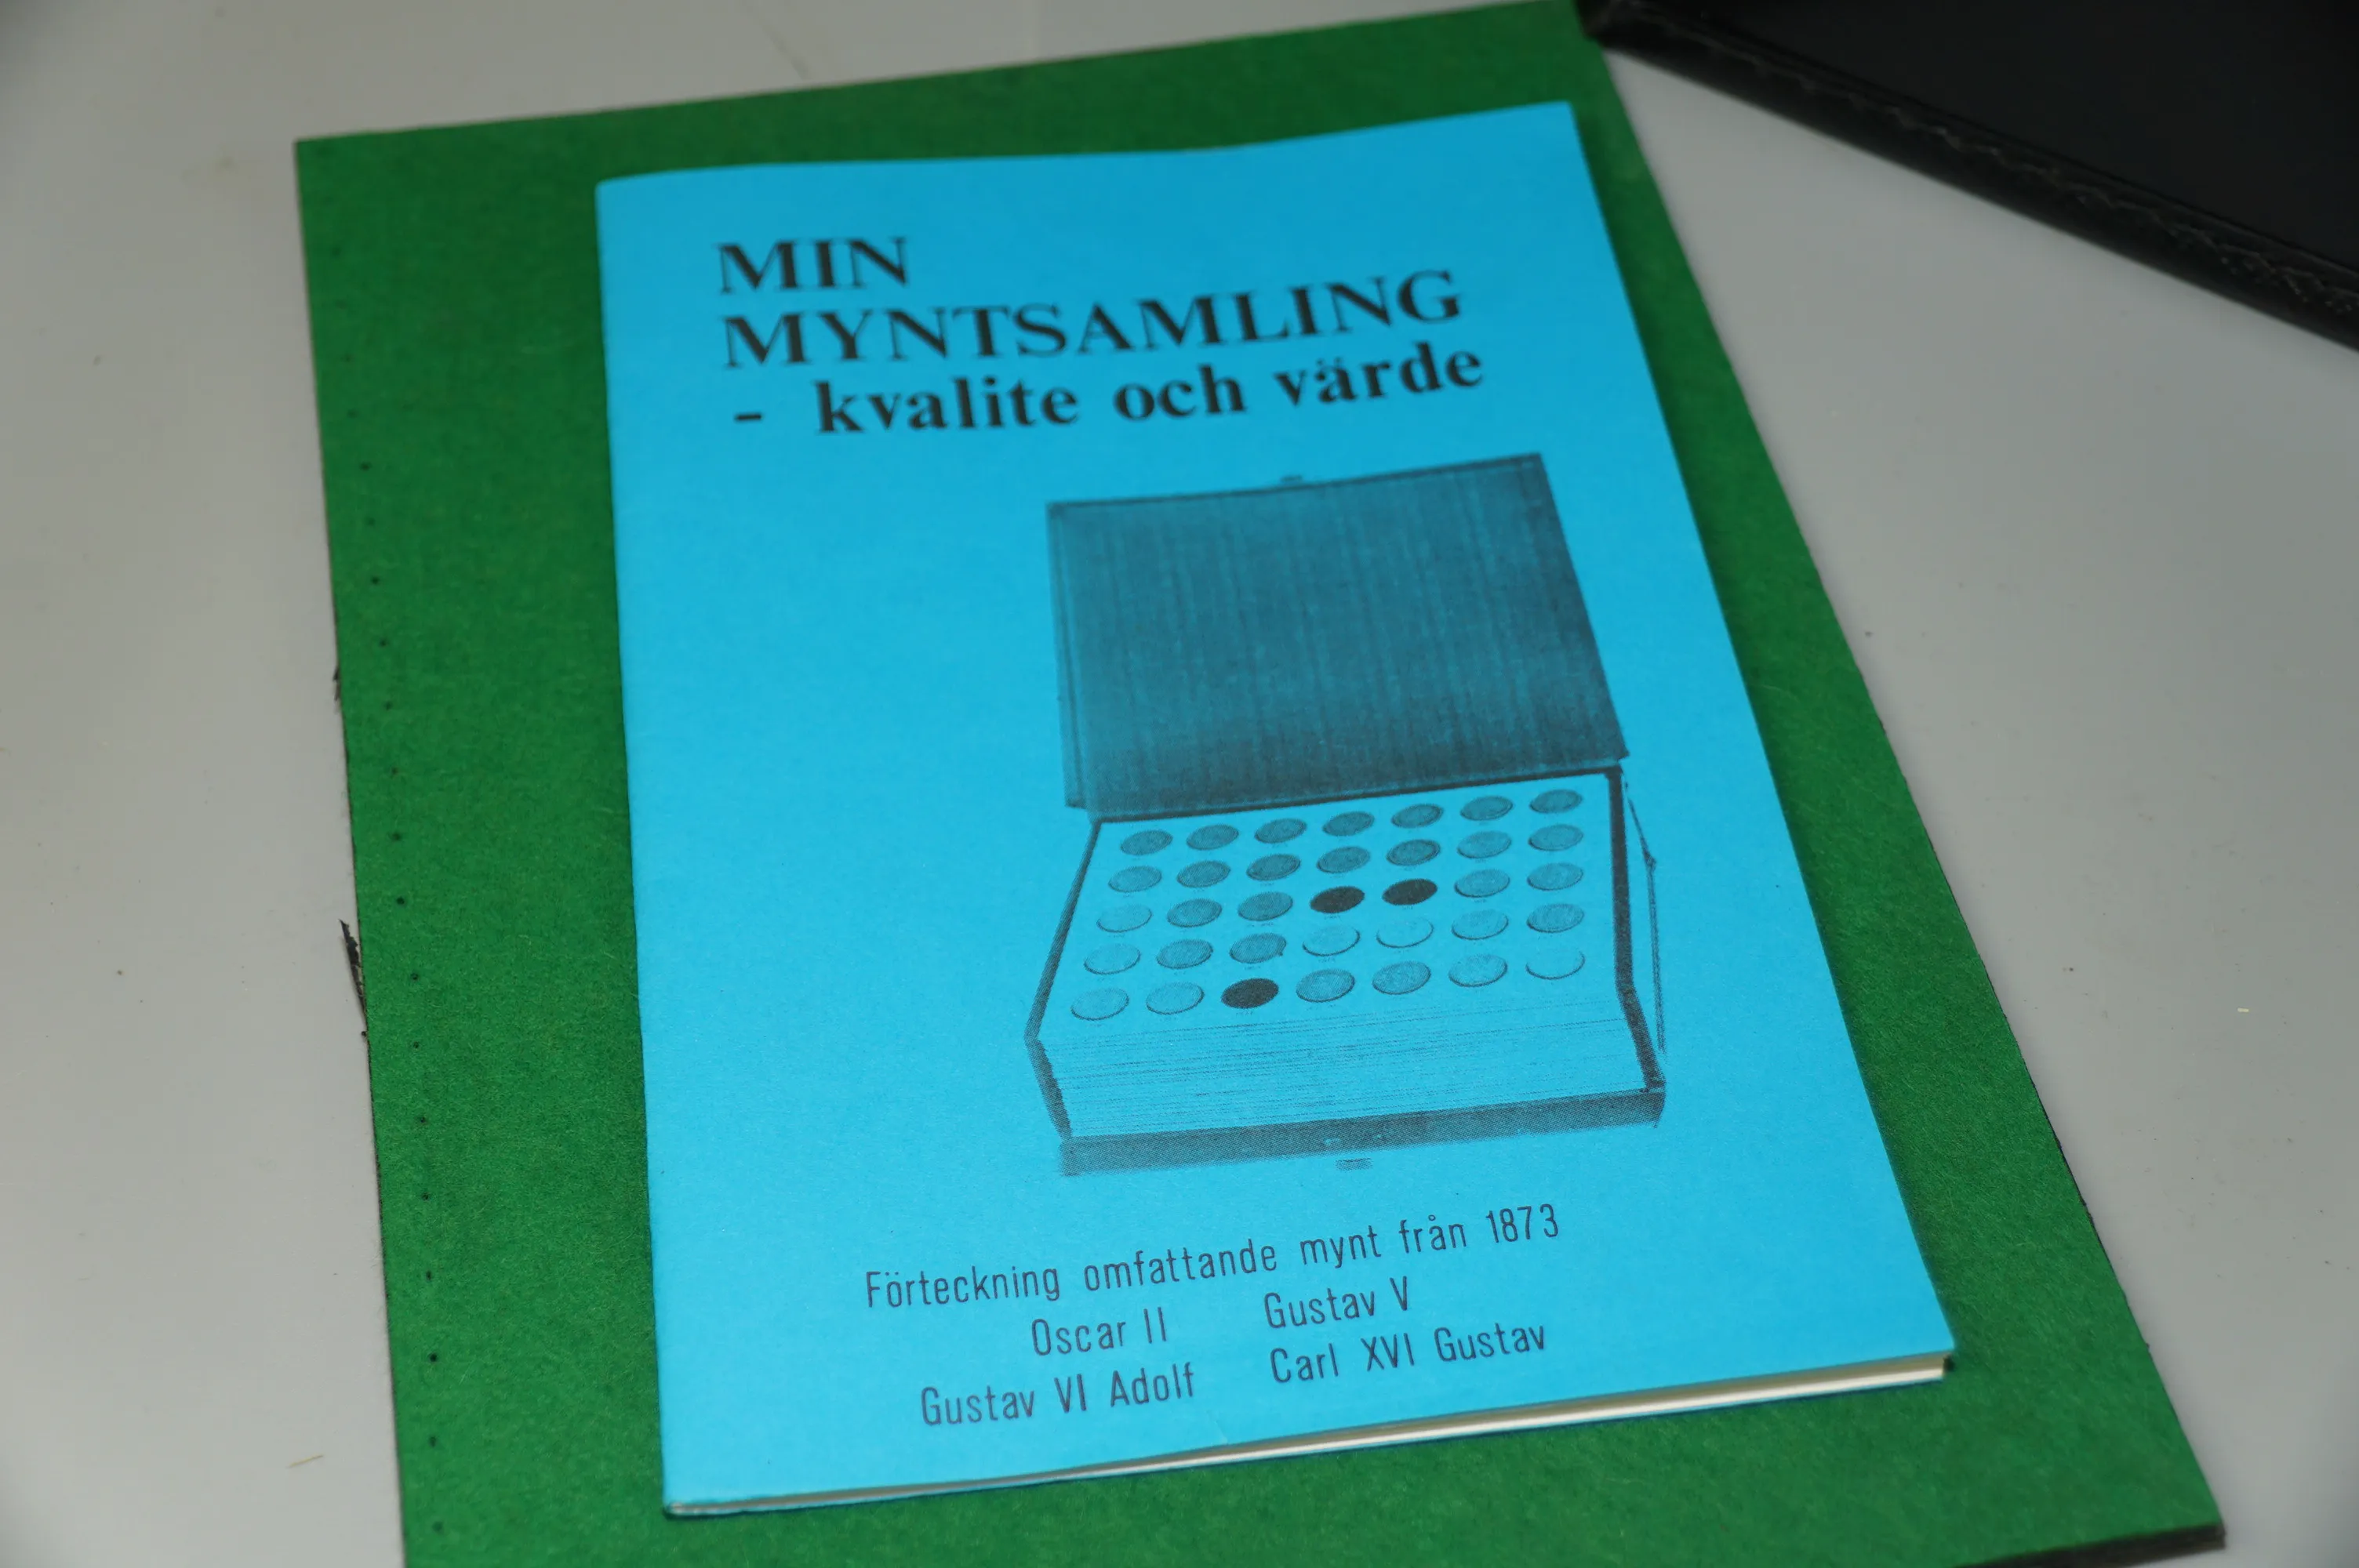 MIN
MYNTSAMLING
- kvalite och värde
Förteckning omfattande mynt från 1873
Oscar II Gustav V
Gustav VI Adolf Carl XVI Gustav